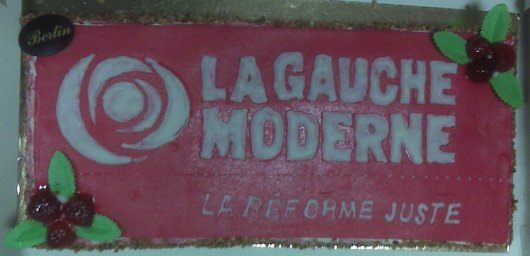 Berlin
LA GAUCHE
MODERNE
LA RÉFORME JUSTE